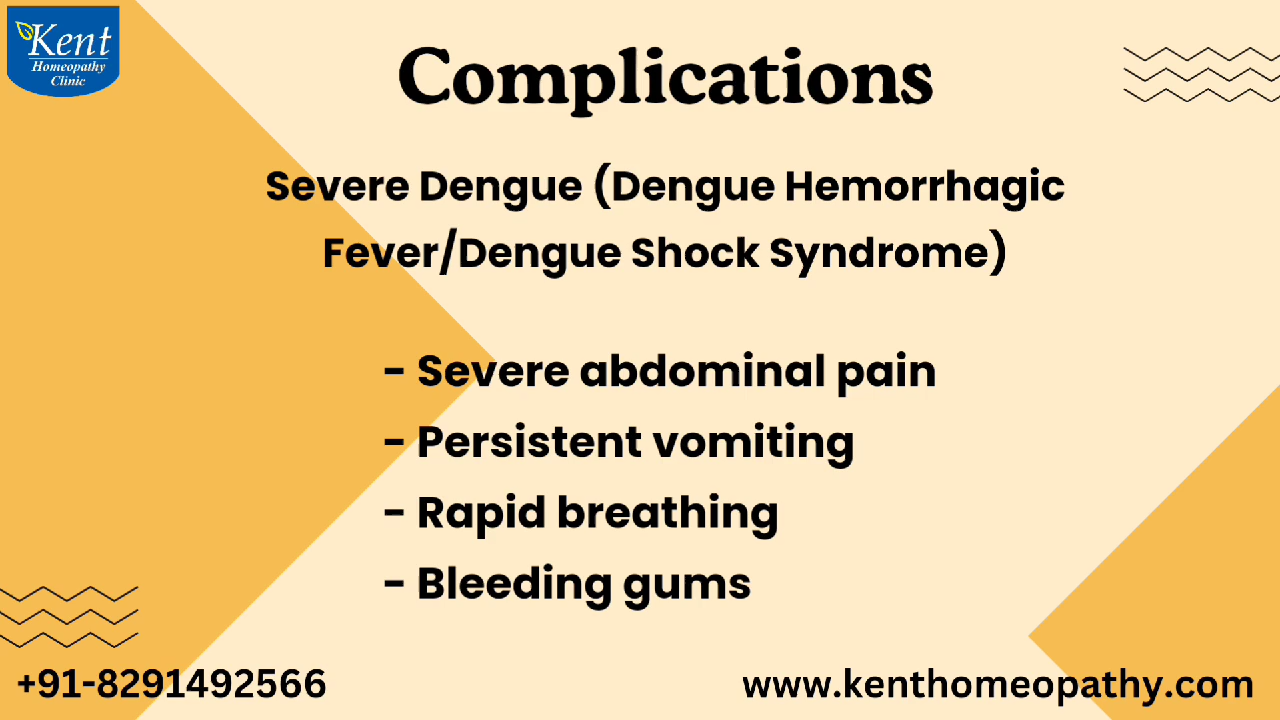 Kent
Homeopathy
Clinic
Complications
Severe Dengue (Dengue Hemorrhagic
Fever/Dengue Shock Syndrome)
- Severe abdominal pain
- Persistent vomiting
- Rapid breathing
- Bleeding gums
+91-8291492566
www.kenthomeopathy.com